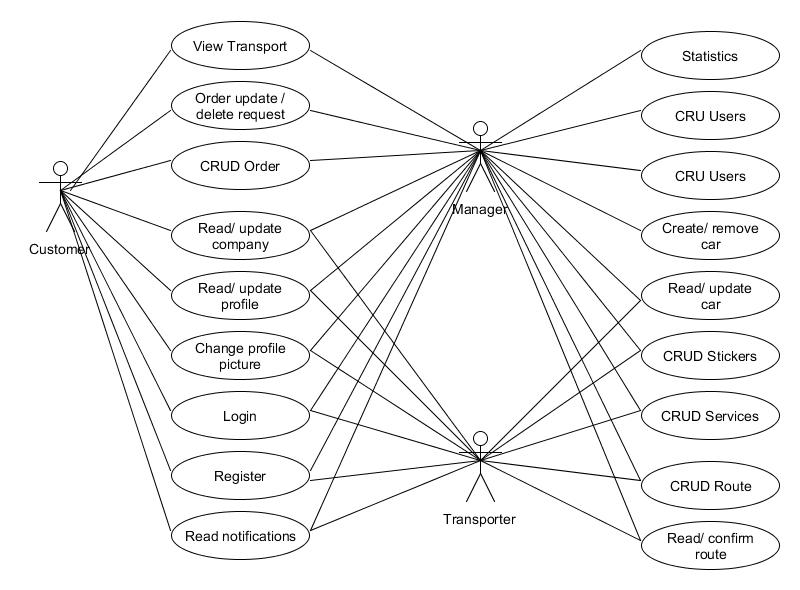 View Transport
Order update /
delete request
CRUD Order
Customer
Read/ update
company
Read/ update
profile
Change profile
picture
Login
Register
Read notifications
Manager
Transporter
Statistics
CRU Users
CRU Users
Create/ remove
car
Read/ update
car
CRUD Stickers
CRUD Services
CRUD Route
Read/ confirm
route